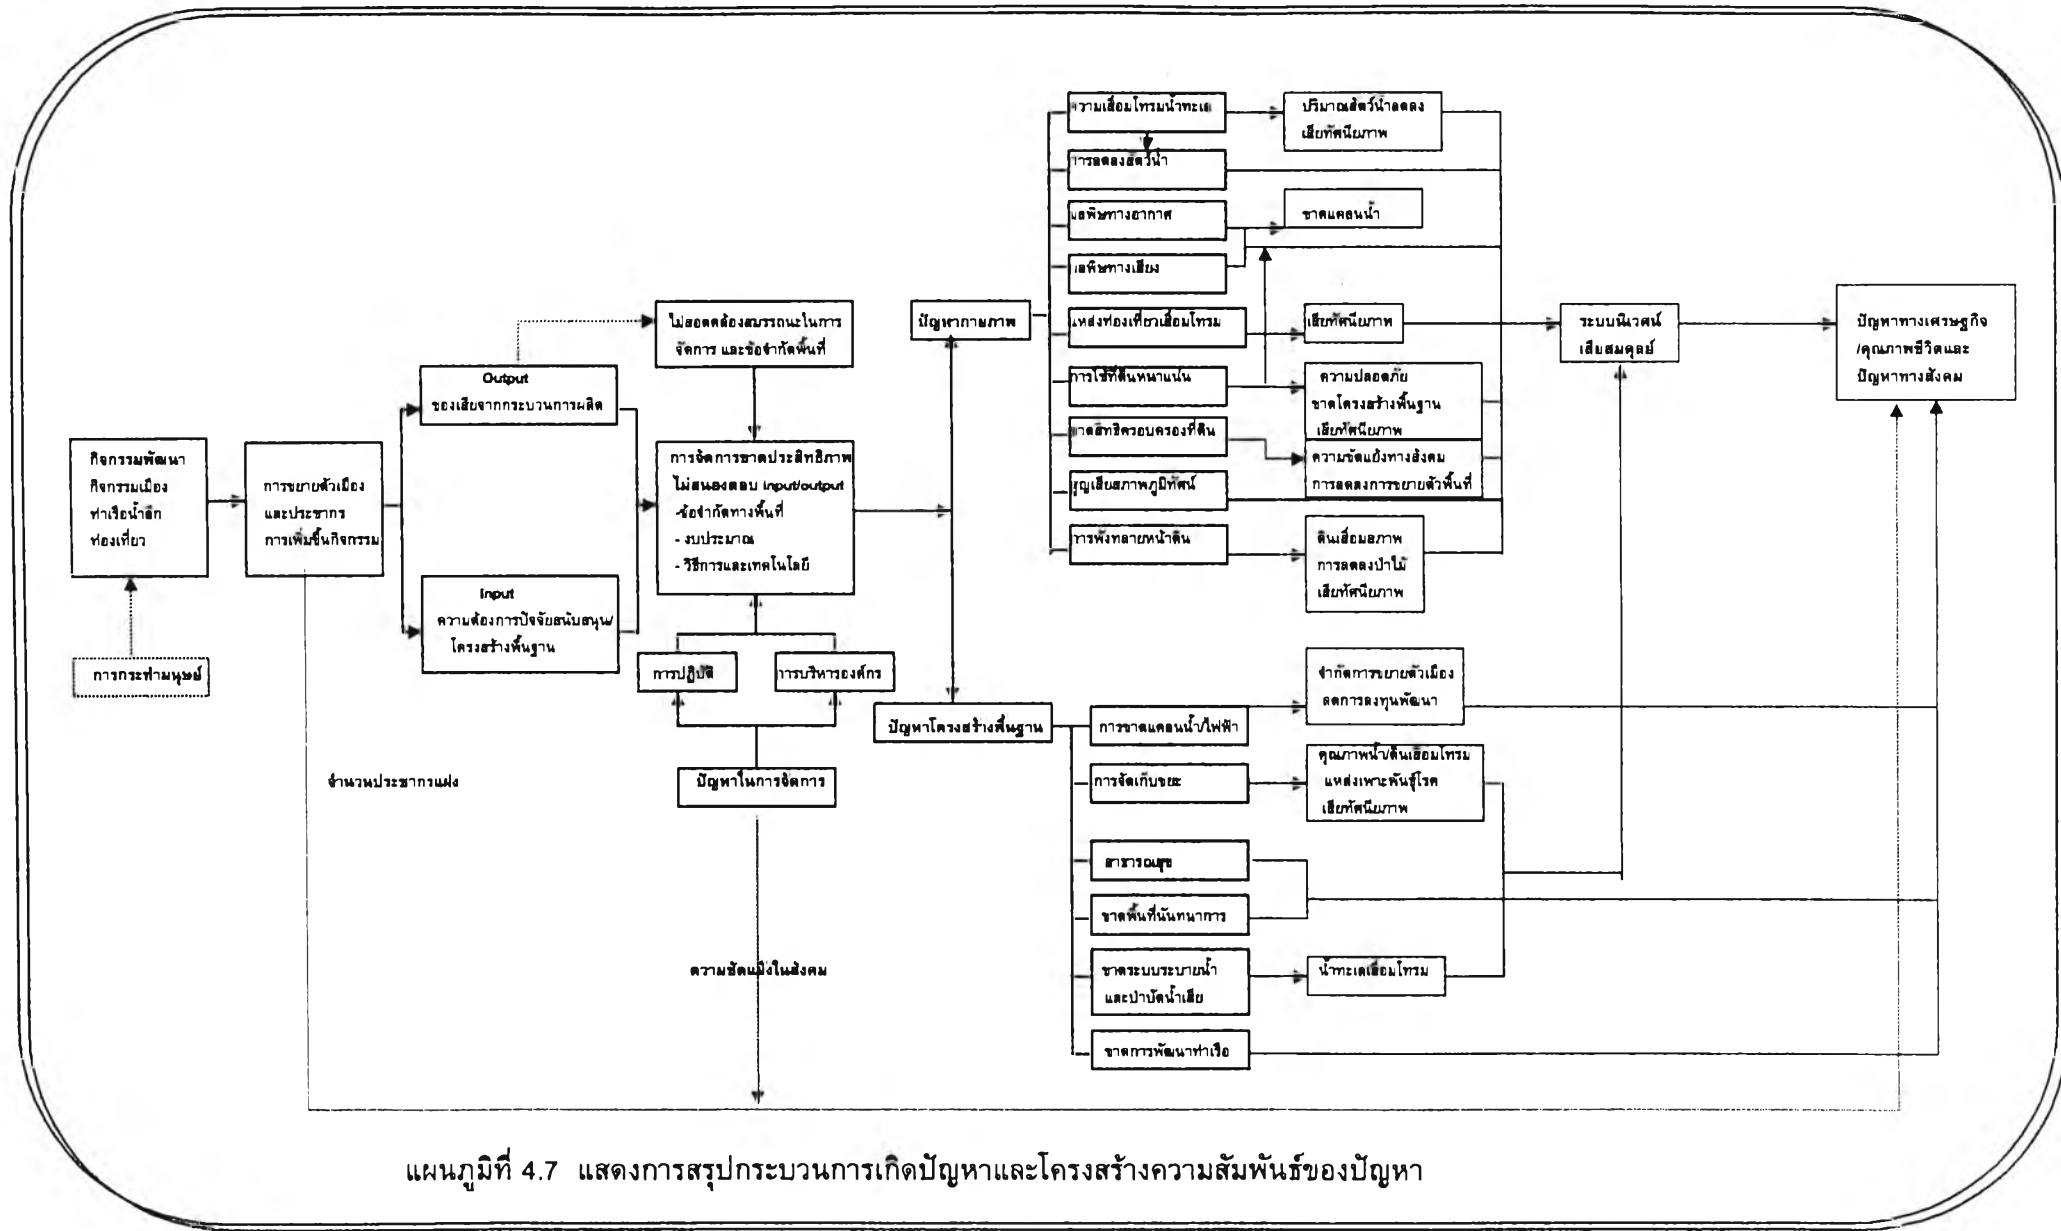 ความเสื่อมโทรมน้ำทะเล
ปริมาณสัตว์น้ำลดลง
เสียทัศนียภาพ
การลดลงสัตว์น้ำ
มลพิษทางอากาศ
ขาดแคลนน้ำ
มลพิษทางเสียง
ไม่สอดคล้องสมรรถนะในการ
จัดการ และข้อจำกัดพื้นที่
ปัญหากายภาพ
แหล่งท่องเที่ยวเสื่อมโทรม
เสียทัศนียภาพ
ระบบนิเวศน์
เสียสมดุลย์
ปัญหาทางเศรษฐกิจ
/คุณภาพชีวิตและ
ปัญหาทางสังคม
Output
ของเสียจากกระบวนการผลิต
การใช้ที่ดินหนาแน่น
ความปลอดภัย
ขาดโครงสร้างพื้นฐาน
เสียทัศนียภาพ
ขาดสิทธิครอบครองที่ดิน
ความขัดแย้งทางสังคม
การลดลงการขยายตัวพื้นที่
กิจกรรมพัฒนา
กิจกรรมเมือง
ท่าเรือน้ำลึก
ท่องเที่ยว
การขยายตัวเมือง
และประชากร
การเพิ่มขึ้นกิจกรรม
การจัดการขาดประสิทธิภาพ
ไม่สนองตอบ input/output
-ข้อจำกัดทางพื้นที่
- งบประมาณ
- วิธีการและเทคโนโลยี
สูญเสียสภาพภูมิทัศน์
การพังทลายหน้าดิน
ดินเสื่อมสภาพ
การลดลงป่าไม้
เสียทัศนียภาพ
Input
ความต้องการปัจจัยสนับสนุน/
โครงสร้างพื้นฐาน
การกระทำมนุษย์
การปฏิบัติ
การบริหารองค์กร
ปัญหาในการจัดการ
ปัญหาโครงสร้างพื้นฐาน
การขาดแคลนน้ำ/ไฟฟ้า
จำกัดการขยายตัวเมือง
ลดการลงทุนพัฒนา
จำนวนประชากรแฝง
การจัดเก็บขยะ
คุณภาพน้ำ/ดินเสื่อมโทรม
แหล่งเพาะพันธุ์โรค
เสียทัศนียภาพ
สาธารณสุข
ขาดพื้นที่นันทนาการ
ความขัดแย้งในสังคม
ขาดระบบระบายน้ำ
และบำบัดน้ำเสีย
น้ำทะเลเสื่อมโทรม
ขาดการพัฒนาท่าเรือ
แผนภูมิที่ 4.7 แสดงการสรุปกระบวนการเกิดปัญหาและโครงสร้างความสัมพันธ์ของปัญหา